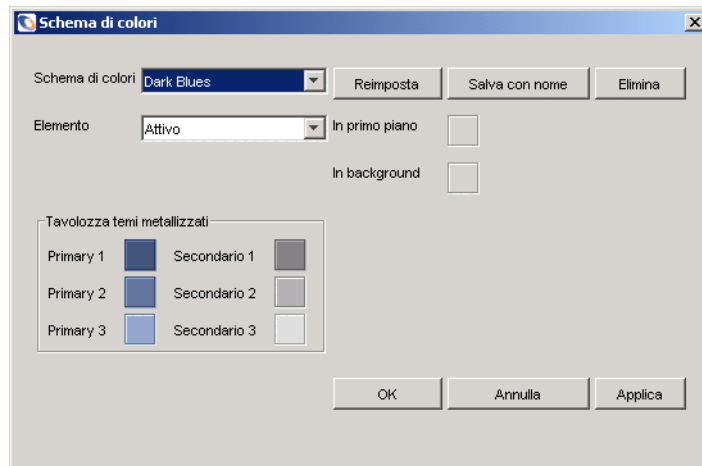 Schema di colori
Schema di colori Dark Blues Reimposta Salva con nome Elimina
Elemento Attivo In primo piano
In background
Tavolozza temi metallizzati
Primary 1 Secondario 1
Primary 2 Secondario 2
Primary 3 Secondario 3
OK Annulla Applica